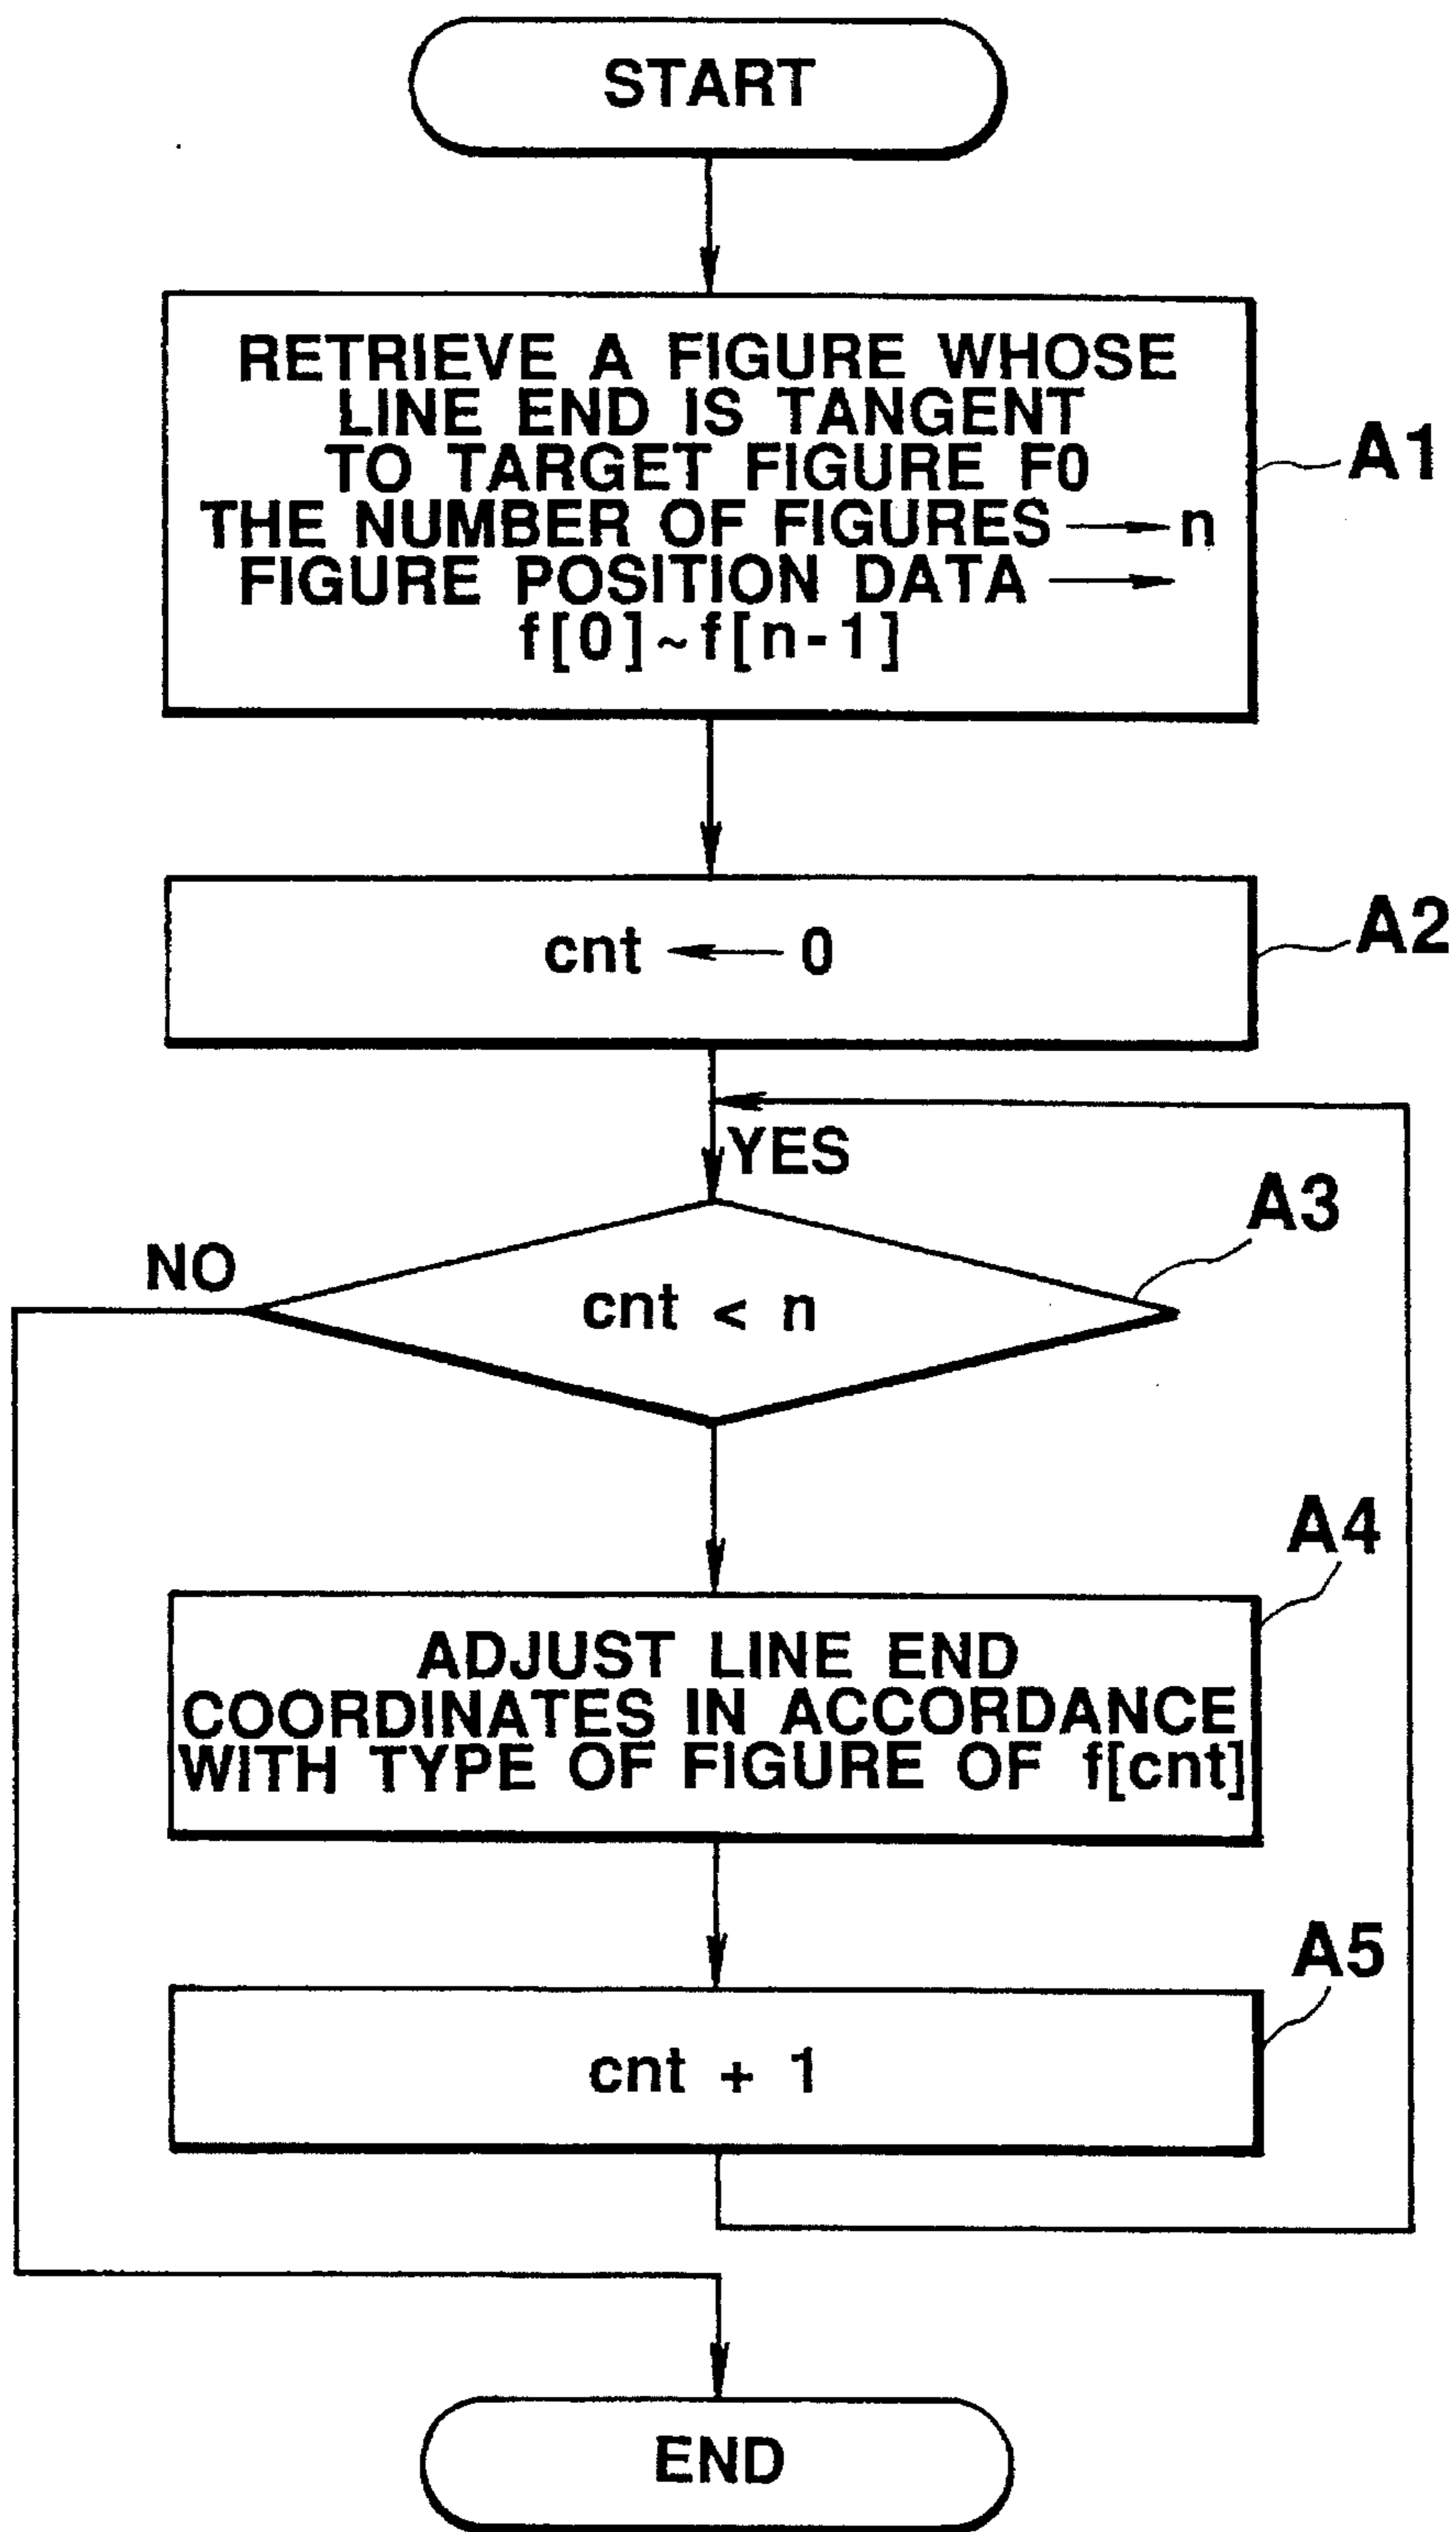 START
RETRIEVE A FIGURE WHOSE
LINE END IS TANGENT
TO TARGET FIGURE F0
THE NUMBER OF FIGURES → n
FIGURE POSITION DATA →
f[0]~f[n-1]
A1
cnt ← 0
A2
YES
A3
NO
cnt < n
A4
ADJUST LINE END
COORDINATES IN ACCORDANCE
WITH TYPE OF FIGURE OF f[cnt]
A5
cnt + 1
END